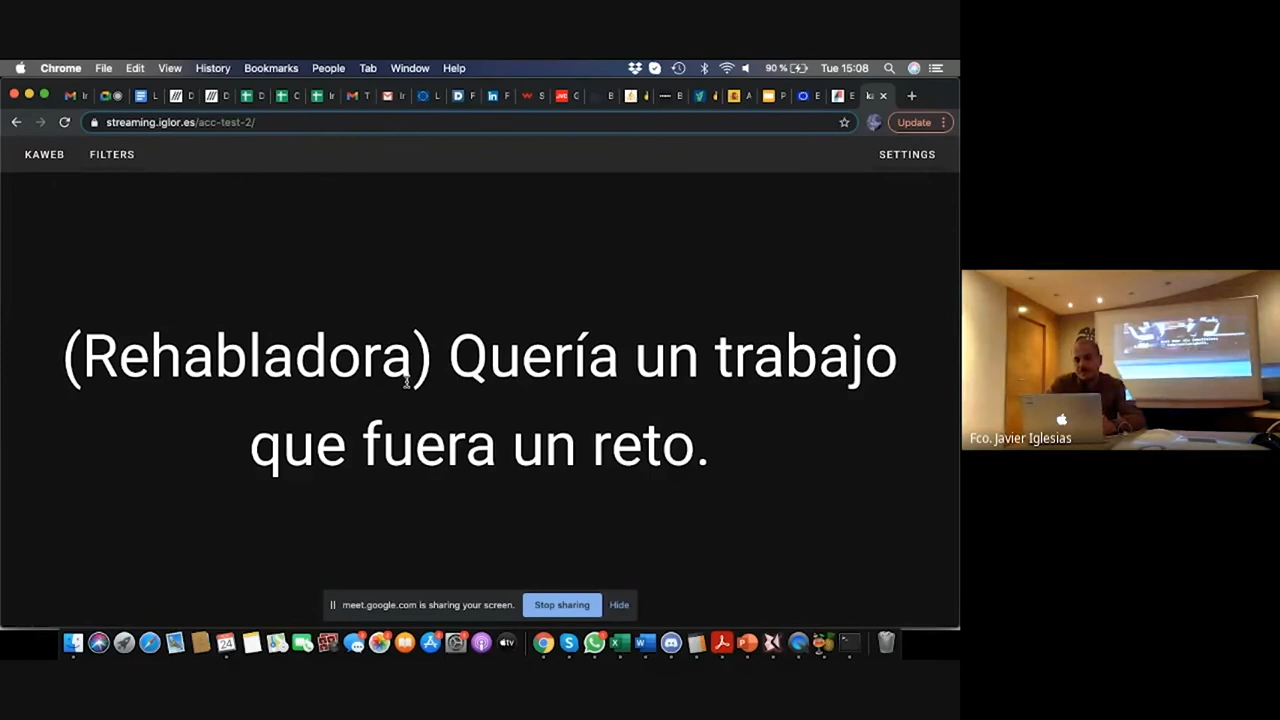 Chrome File Edit View History Bookmarks People Tab Window Help
90 % Tue 15:08
streaming.iglor.es/acc-test-2/
Update
KAWEB FILTERS SETTINGS
(Rehabladora) Quería un trabajo
que fuera un reto.
meet.google.com is sharing your screen. Stop sharing Hide
Fco. Javier Iglesias